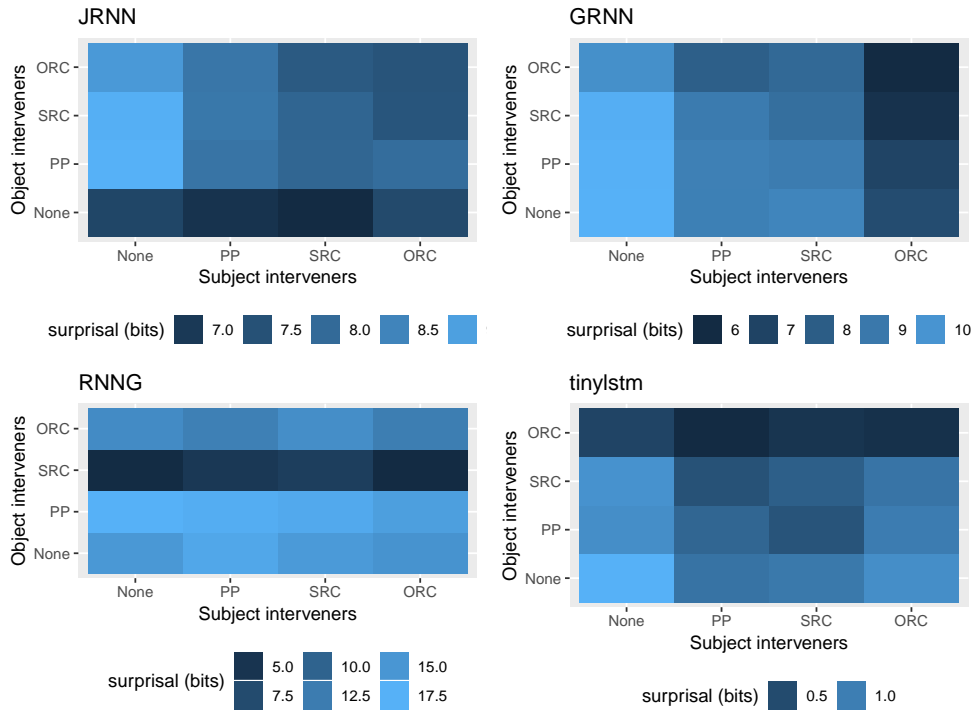 JRNN
Object interveners
ORC
SRC
PP
None
None PP SRC ORC
Subject interveners
surprisal (bits) 7.0 7.5 8.0 8.5
GRNN
Object interveners
ORC
SRC
PP
None
None PP SRC ORC
Subject interveners
surprisal (bits) 6 7 8 9 10
RNNG
Object interveners
ORC
SRC
PP
None
None PP SRC ORC
Subject interveners
surprisal (bits)
5.0 10.0 15.0
7.5 12.5 17.5
tinylstm
Object interveners
ORC
SRC
PP
None
None PP SRC ORC
Subject interveners
surprisal (bits) 0.5 1.0